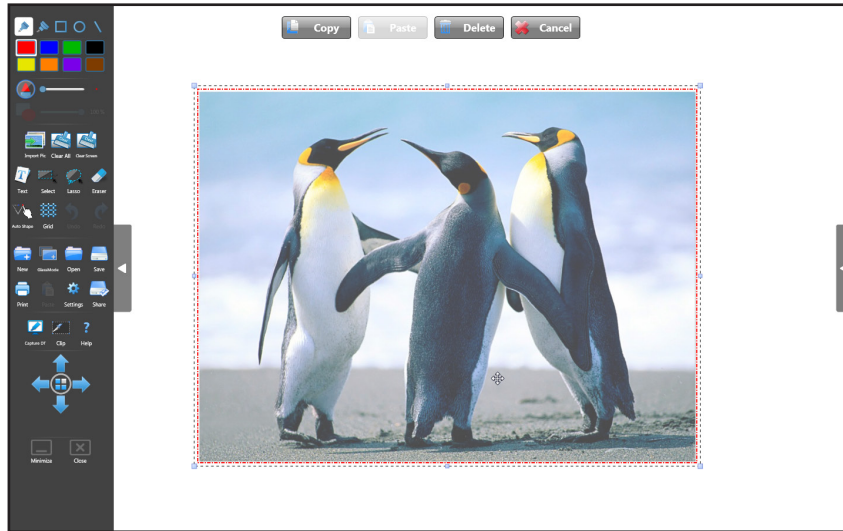 Copy Paste Delete Cancel
Import Pic Clear All Clear Screen
Text Select Lasso Eraser
Auto Shape Grid
New GlassMode Open Save
Print Settings Share
Capture Of Clip Help
Minimize Close